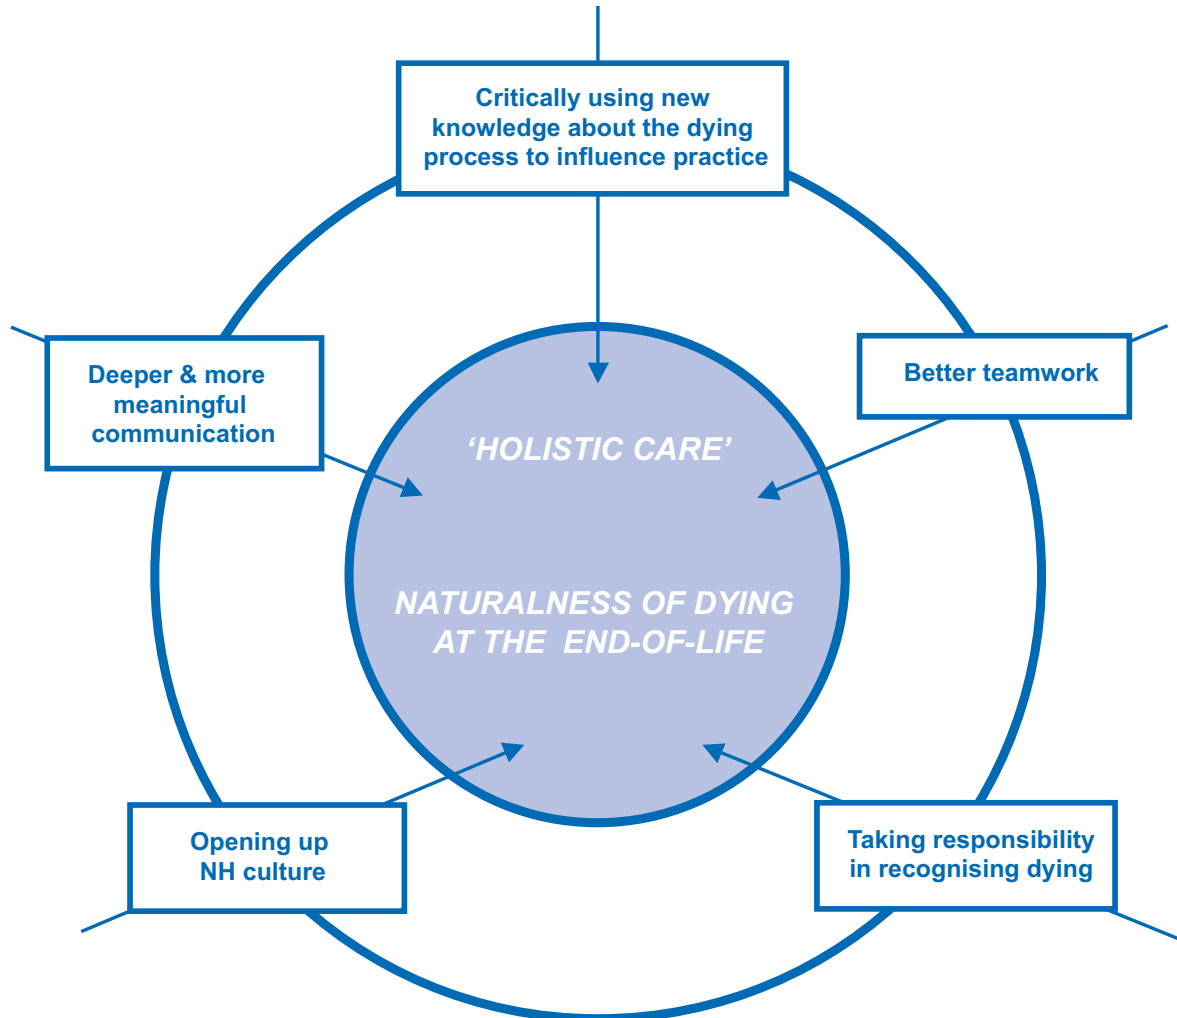 Critically using new
knowledge about the dying
process to influence practice
Deeper & more
meaningful
communication
Better teamwork
‘HOLISTIC CARE’
NATURALNESS OF DYING
AT THE END-OF-LIFE
Opening up
NH culture
Taking responsibility
in recognising dying